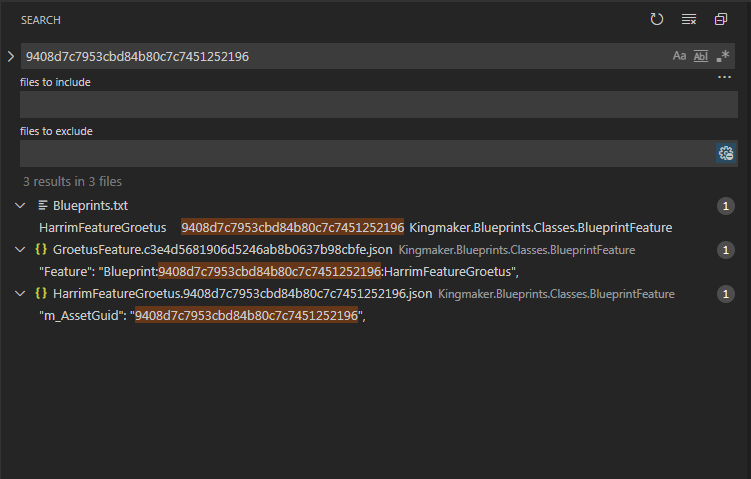 SEARCH
9408d7c7953cbd84b80c7c7451252196 Aa Abl .*
...
files to include
files to exclude
3 results in 3 files
Blueprints.txt 1
HarrimFeatureGroetus 9408d7c7953cbd84b80c7c7451252196 Kingmaker.Blueprints.Classes.BlueprintFeature
{ } GroetusFeature.c3e4d5681906d5246ab8b0637b98cbfe.json Kingmaker.Blueprints.Classes.BlueprintFeature 1
"Feature": "Blueprint:9408d7c7953cbd84b80c7c7451252196:HarrimFeatureGroetus",
{ } HarrimFeatureGroetus.9408d7c7953cbd84b80c7c7451252196.json Kingmaker.Blueprints.Classes.BlueprintFeature 1
"m_AssetGuid": "9408d7c7953cbd84b80c7c7451252196",